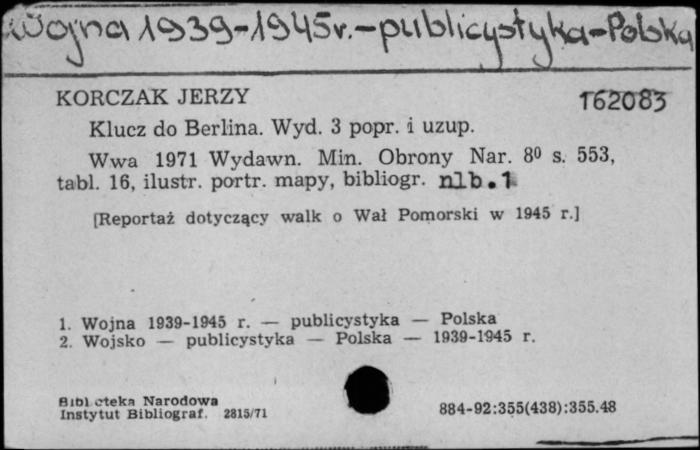 Wojna 1939-1945r.-publicystyka-Polska
KORCZAK JERZY
T62083
Klucz do Berlina. Wyd. 3 popr. i uzup.
Wwa 1971 Wydawn. Min. Obrony Nar. 8⁰ s. 553,
tabl. 16, ilustr. portr. mapy, bibliogr. nlb.1
[Reportaż dotyczący walk o Wał Pomorski w 1945 r.]
1. Wojna 1939-1945 r. — publicystyka — Polska
2. Wojsko — publicystyka — Polska — 1939-1945 r.
Biblioteka Narodowa
Instytut Bibliograf. 2815/71
884-92:355(438):355.48